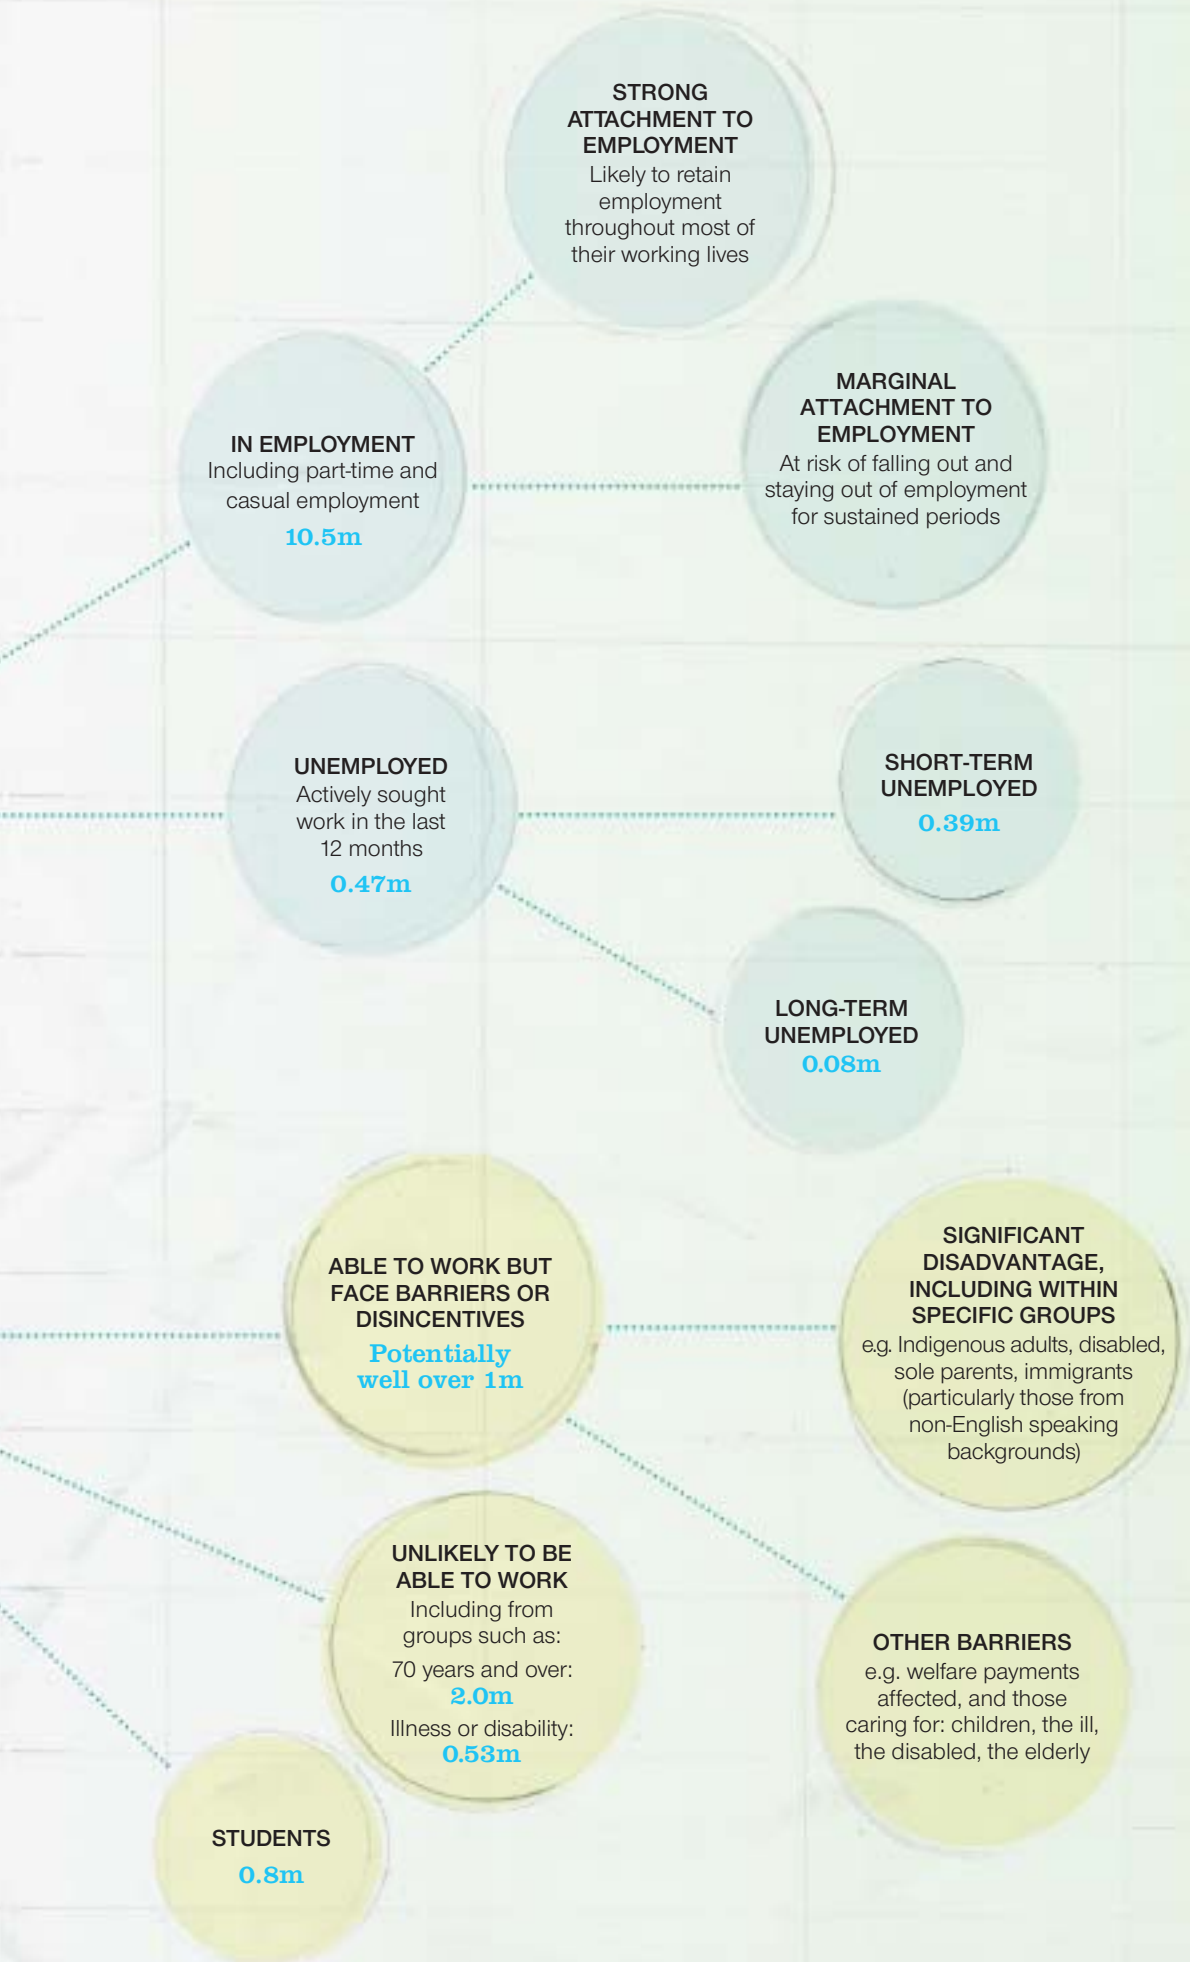 STRONG
ATTACHMENT TO
EMPLOYMENT
Likely to retain
employment
throughout most of
their working lives
MARGINAL
ATTACHMENT TO
EMPLOYMENT
At risk of falling out and
staying out of employment
for sustained periods
IN EMPLOYMENT
Including part-time and
casual employment
10.5m
UNEMPLOYED
Actively sought
work in the last
12 months
0.47m
SHORT-TERM
UNEMPLOYED
0.39m
LONG-TERM
UNEMPLOYED
0.08m
ABLE TO WORK BUT
FACE BARRIERS OR
DISINCENTIVES
Potentially
well over 1m
SIGNIFICANT
DISADVANTAGE,
INCLUDING WITHIN
SPECIFIC GROUPS
e.g. Indigenous adults, disabled,
sole parents, immigrants
(particularly those from
non-English speaking
backgrounds)
UNLIKELY TO BE
ABLE TO WORK
Including from
groups such as:
70 years and over:
2.0m
Illness or disability:
0.53m
OTHER BARRIERS
e.g. welfare payments
affected, and those
caring for: children, the ill,
the disabled, the elderly
STUDENTS
0.8m